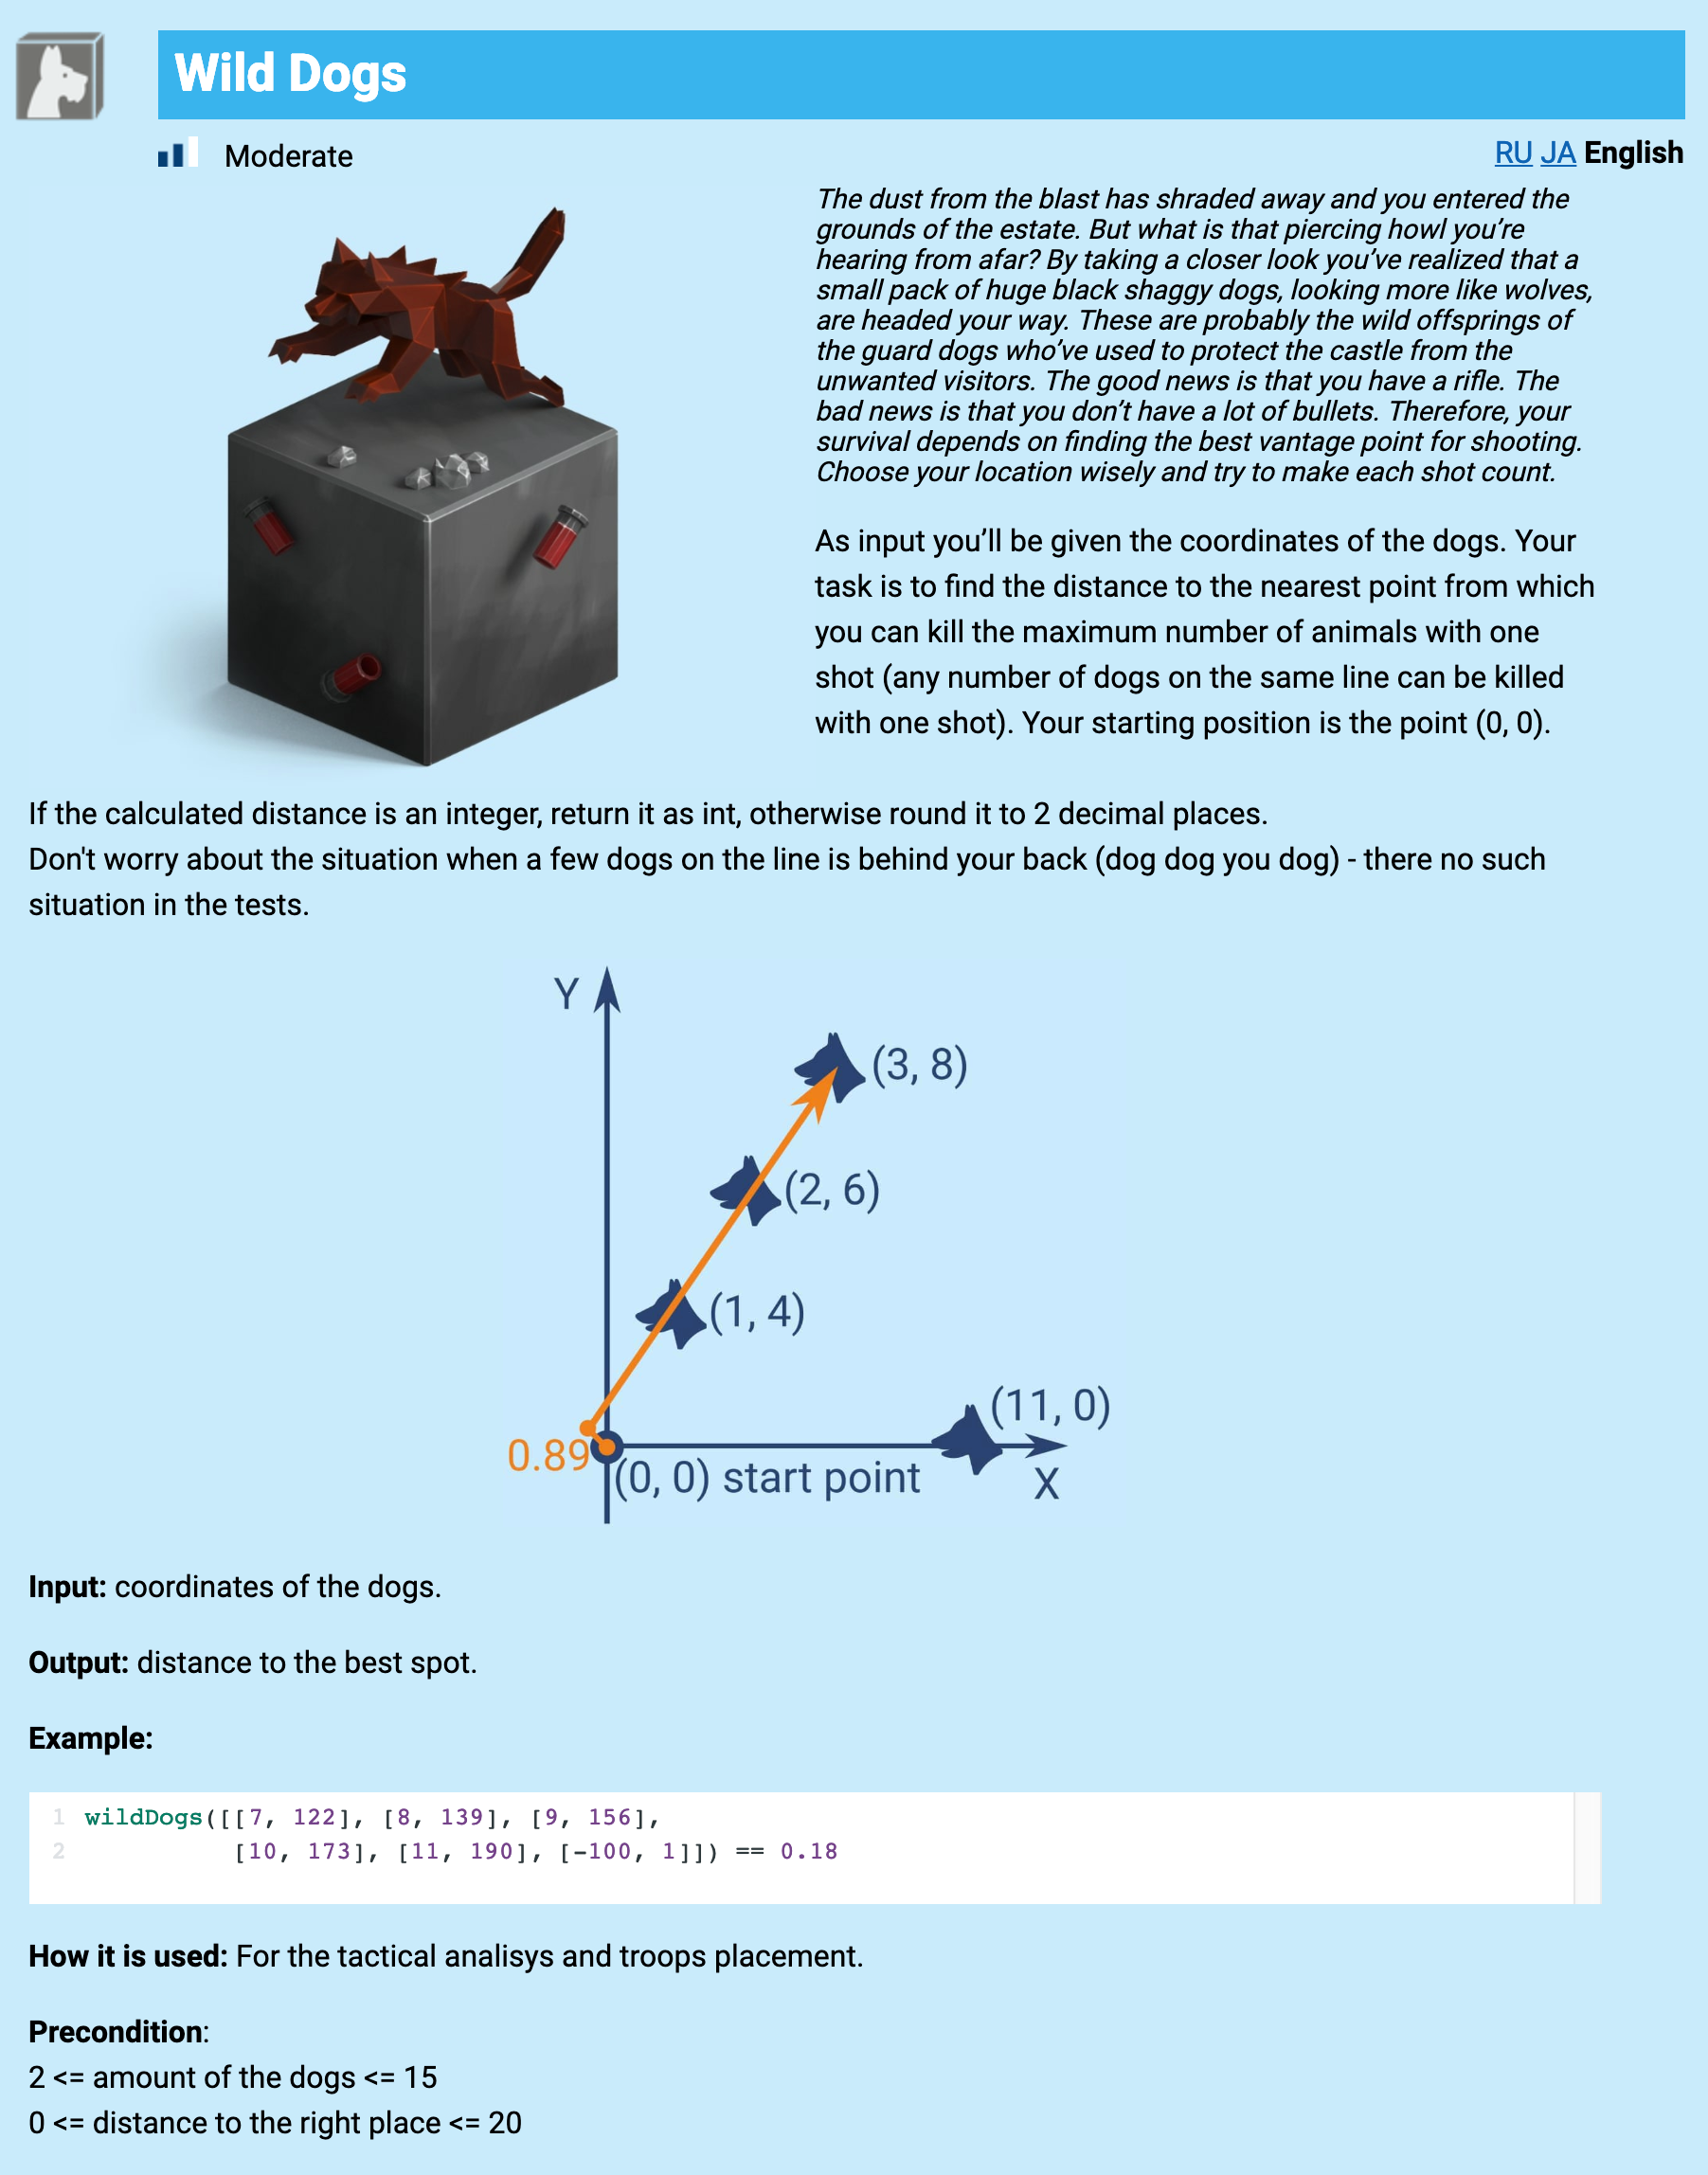 Wild Dogs
Moderate
RU JA English
The dust from the blast has shraded away and you entered the
grounds of the estate. But what is that piercing howl you’re
hearing from afar? By taking a closer look you’ve realized that a
small pack of huge black shaggy dogs, looking more like wolves,
are headed your way. These are probably the wild offsprings of
the guard dogs who’ve used to protect the castle from the
unwanted visitors. The good news is that you have a rifle. The
bad news is that you don’t have a lot of bullets. Therefore, your
survival depends on finding the best vantage point for shooting.
Choose your location wisely and try to make each shot count.
As input you’ll be given the coordinates of the dogs. Your
task is to find the distance to the nearest point from which
you can kill the maximum number of animals with one
shot (any number of dogs on the same line can be killed
with one shot). Your starting position is the point (0, 0).
If the calculated distance is an integer, return it as int, otherwise round it to 2 decimal places.
Don't worry about the situation when a few dogs on the line is behind your back (dog dog you dog) - there no such
situation in the tests.
Y
(3, 8)
(2, 6)
(1, 4)
(11, 0)
0.89
(0, 0) start point
X
Input: coordinates of the dogs.
Output: distance to the best spot.
Example:
1 wildDogs([[7, 122], [8, 139], [9, 156],
2 [10, 173], [11, 190], [-100, 1]]) == 0.18
How it is used: For the tactical analisys and troops placement.
Precondition:
2 <= amount of the dogs <= 15
0 <= distance to the right place <= 20